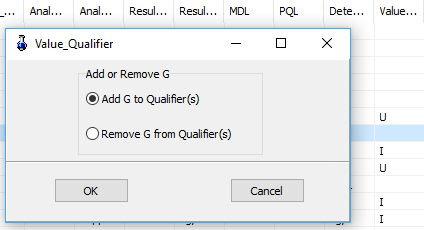 Anal... Anal... Resul... Resul... MDL PQL Dete... Value...
Value_Qualifier
Add or Remove G
Add G to Qualifier(s)
U
Remove G from Qualifier(s)
I
U
OK Cancel
I
I